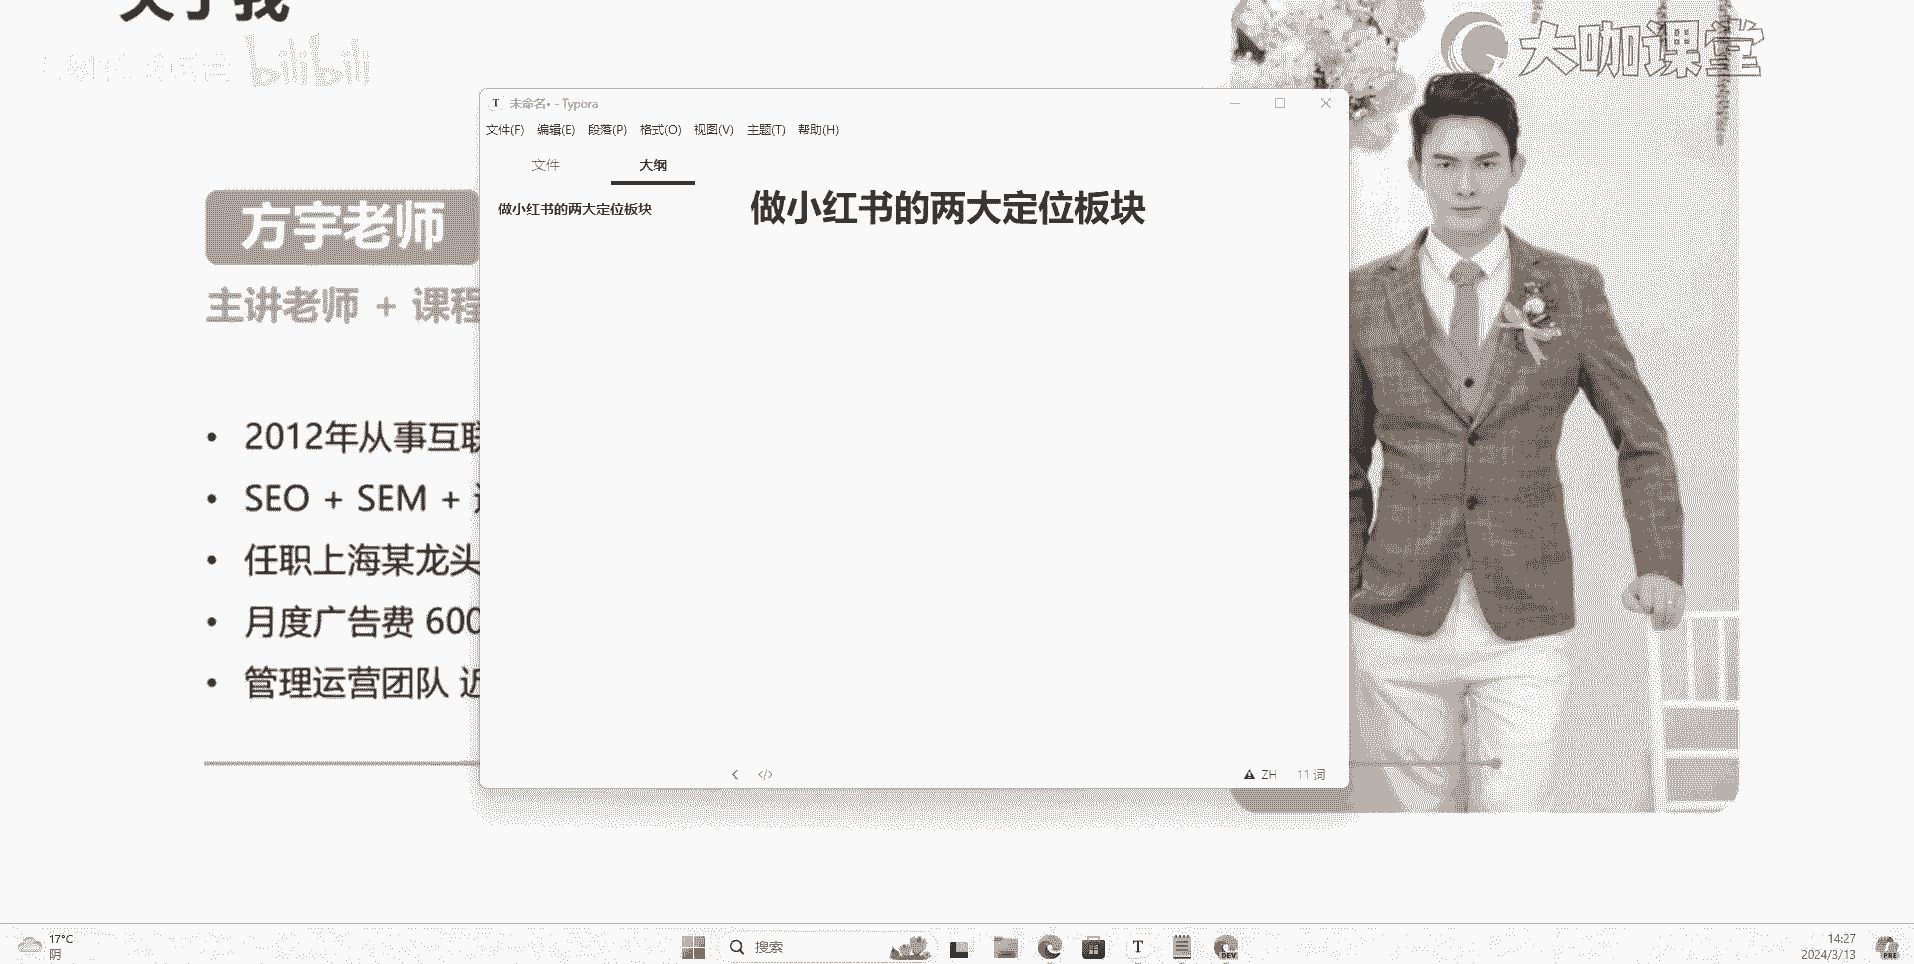 关于我
bilibili
大咖课堂
未命名• - Typora
文件(F) 编辑(E) 段落(P) 格式(O) 视图(V) 主题(T) 帮助(H)
文件 大纲
做小红书的两大定位板块
做小红书的两大定位板块
方宇老师
主讲老师 + 课程
2012年从事互联
SEO + SEM +
任职上海某龙头
月度广告费 600
管理运营团队 近
ZH 11 词
17°C
阴
搜索
DEV
14:27
2024/3/13
PRE